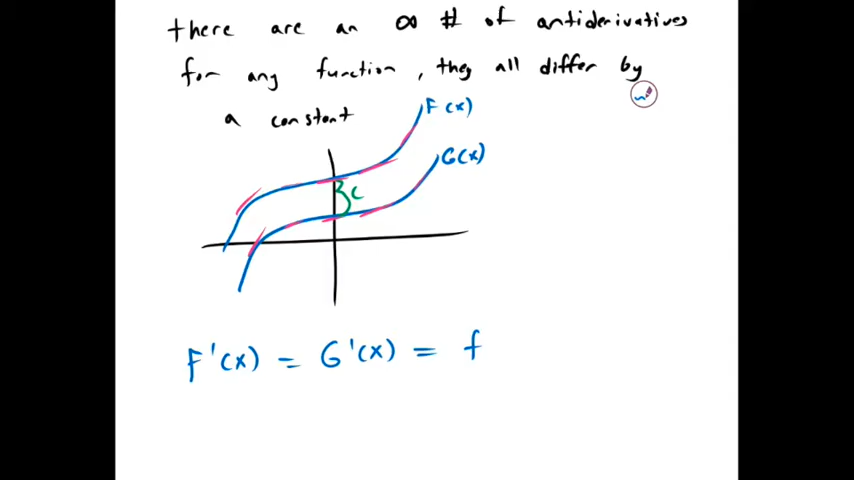 there are an ∞ # of antiderivatives
for any function, they all differ by
a constant
F(x)
G(x)
c
F'(x) = G'(x) = f